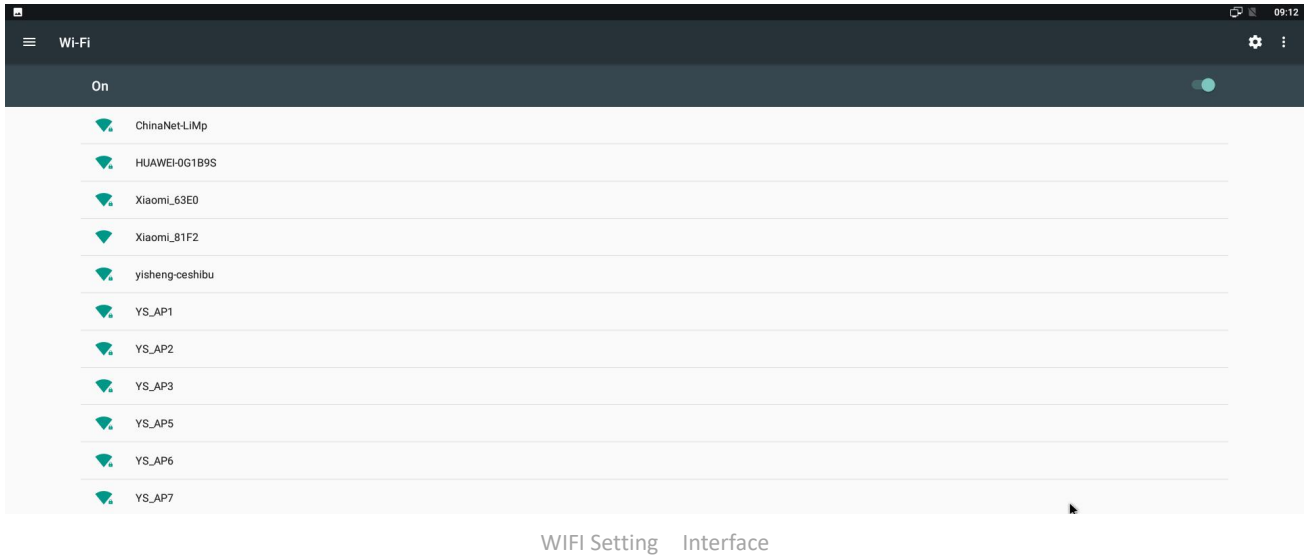 09:12
Wi-Fi
On
ChinaNet-LiMp
HUAWEI-0G1B9S
Xiaomi_63E0
Xiaomi_81F2
yisheng-ceshibu
YS_AP1
YS_AP2
YS_AP3
YS_AP5
YS_AP6
YS_AP7
WIFI Setting Interface